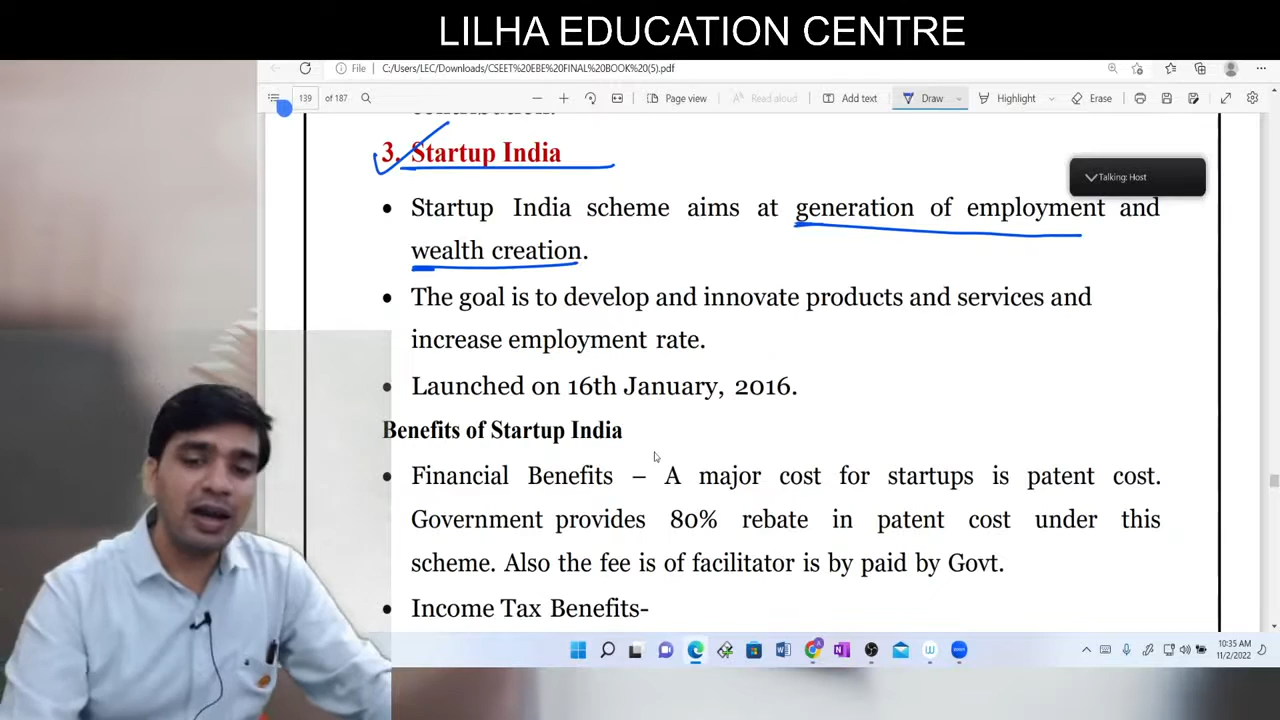 LILHA EDUCATION CENTRE
File
C:/Users/LEC/Downloads/CSEET%20EBE%20FINAL%20BOOK%20(5).pdf
139 of 187
Page view
Read aloud
Add text
Draw
Highlight
Erase
3. Startup India
Talking: Host
• Startup India scheme aims at generation of employment and
wealth creation.
• The goal is to develop and innovate products and services and
increase employment rate.
• Launched on 16th January, 2016.
Benefits of Startup India
• Financial Benefits – A major cost for startups is patent cost.
Government provides 80% rebate in patent cost under this
scheme. Also the fee is of facilitator is by paid by Govt.
• Income Tax Benefits-
10:35 AM
11/2/2022